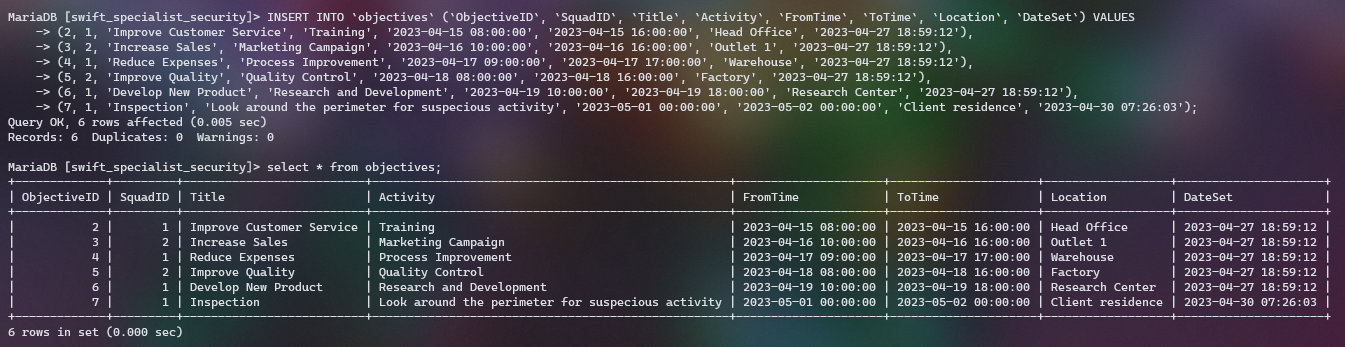 MariaDB [swift_specialist_security]> INSERT INTO `objectives` (`ObjectiveID`, `SquadID`, `Title`, `Activity`, `FromTime`, `ToTime`, `Location`, `DateSet`) VALUES
    -> (2, 1, 'Improve Customer Service', 'Training', '2023-04-15 08:00:00', '2023-04-15 16:00:00', 'Head Office', '2023-04-27 18:59:12'),
    -> (3, 2, 'Increase Sales', 'Marketing Campaign', '2023-04-16 10:00:00', '2023-04-16 16:00:00', 'Outlet 1', '2023-04-27 18:59:12'),
    -> (4, 1, 'Reduce Expenses', 'Process Improvement', '2023-04-17 09:00:00', '2023-04-17 17:00:00', 'Warehouse', '2023-04-27 18:59:12'),
    -> (5, 2, 'Improve Quality', 'Quality Control', '2023-04-18 08:00:00', '2023-04-18 16:00:00', 'Factory', '2023-04-27 18:59:12'),
    -> (6, 1, 'Develop New Product', 'Research and Development', '2023-04-19 10:00:00', '2023-04-19 18:00:00', 'Research Center', '2023-04-27 18:59:12'),
    -> (7, 1, 'Inspection', 'Look around the perimeter for suspecious activity', '2023-05-01 00:00:00', '2023-05-02 00:00:00', 'Client residence', '2023-04-30 07:26:03');
Query OK, 6 rows affected (0.005 sec)
Records: 6  Duplicates: 0  Warnings: 0
MariaDB [swift_specialist_security]> select * from objectives;
| ObjectiveID | SquadID | Title | Activity | FromTime | ToTime | Location | DateSet |
| 2 | 1 | Improve Customer Service | Training | 2023-04-15 08:00:00 | 2023-04-15 16:00:00 | Head Office | 2023-04-27 18:59:12 |
| 3 | 2 | Increase Sales | Marketing Campaign | 2023-04-16 10:00:00 | 2023-04-16 16:00:00 | Outlet 1 | 2023-04-27 18:59:12 |
| 4 | 1 | Reduce Expenses | Process Improvement | 2023-04-17 09:00:00 | 2023-04-17 17:00:00 | Warehouse | 2023-04-27 18:59:12 |
| 5 | 2 | Improve Quality | Quality Control | 2023-04-18 08:00:00 | 2023-04-18 16:00:00 | Factory | 2023-04-27 18:59:12 |
| 6 | 1 | Develop New Product | Research and Development | 2023-04-19 10:00:00 | 2023-04-19 18:00:00 | Research Center | 2023-04-27 18:59:12 |
| 7 | 1 | Inspection | Look around the perimeter for suspecious activity | 2023-05-01 00:00:00 | 2023-05-02 00:00:00 | Client residence | 2023-04-30 07:26:03 |
6 rows in set (0.000 sec)